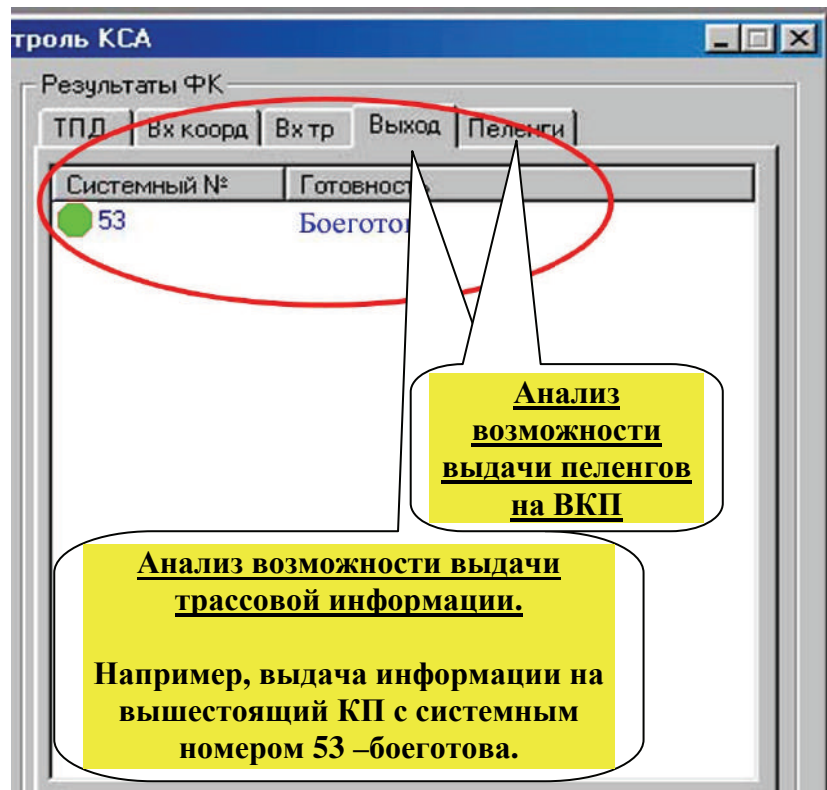 троль КСА
Результаты ФК
ТПД Вх коорд Вх тр Выход Пеленги
Системный № Готовность
53
Анализ
возможности
выдачи пеленгов
на ВКП
Анализ возможности выдачи
трассовой информации.
Например, выдача информации на
вышестоящий КП с системным
номером 53 –боеготова.